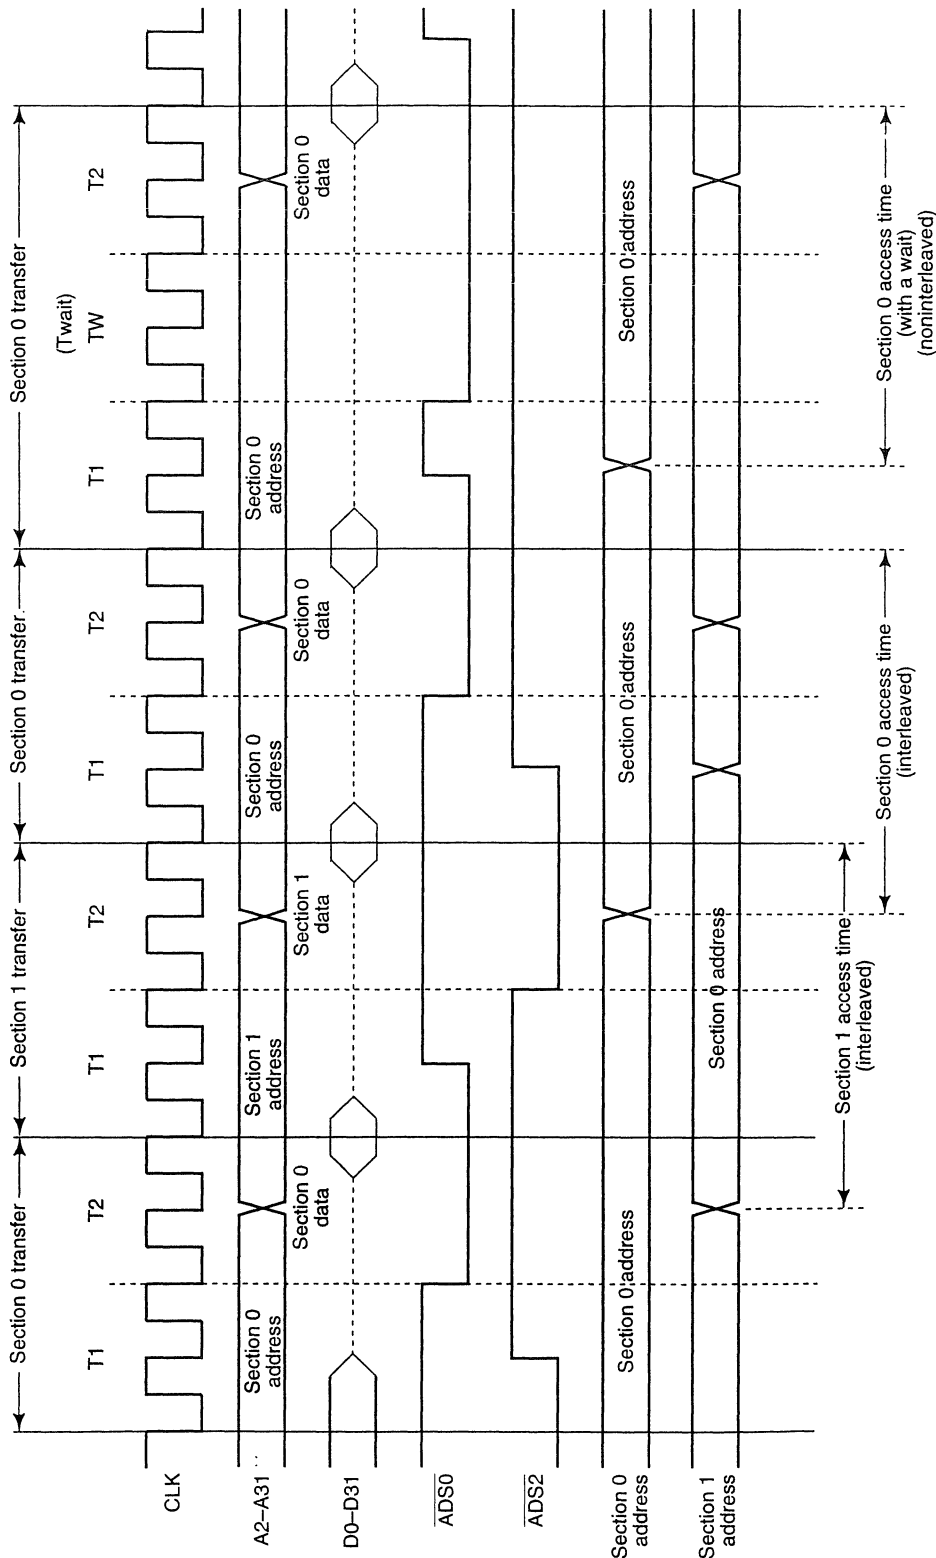 Section 0 transfer
Section 1 transfer
Section 0 transfer
Section 0 transfer
(Twait)
T1
T2
T1
T2
T1
T2
T1
TW
T2
CLK
A2–A31
Section 0
address
Section 1
address
Section 0
address
Section 0
address
D0–D31
Section 0
data
Section 1
data
Section 0
data
Section 0
data
ADS0
ADS2
Section 0
address
Section 0 address
Section 0 address
Section 0 address
Section 1
address
Section 0 address
Section 1 access time
(interleaved)
Section 0 access time
(interleaved)
Section 0 access time
(with a wait)
(noninterleaved)